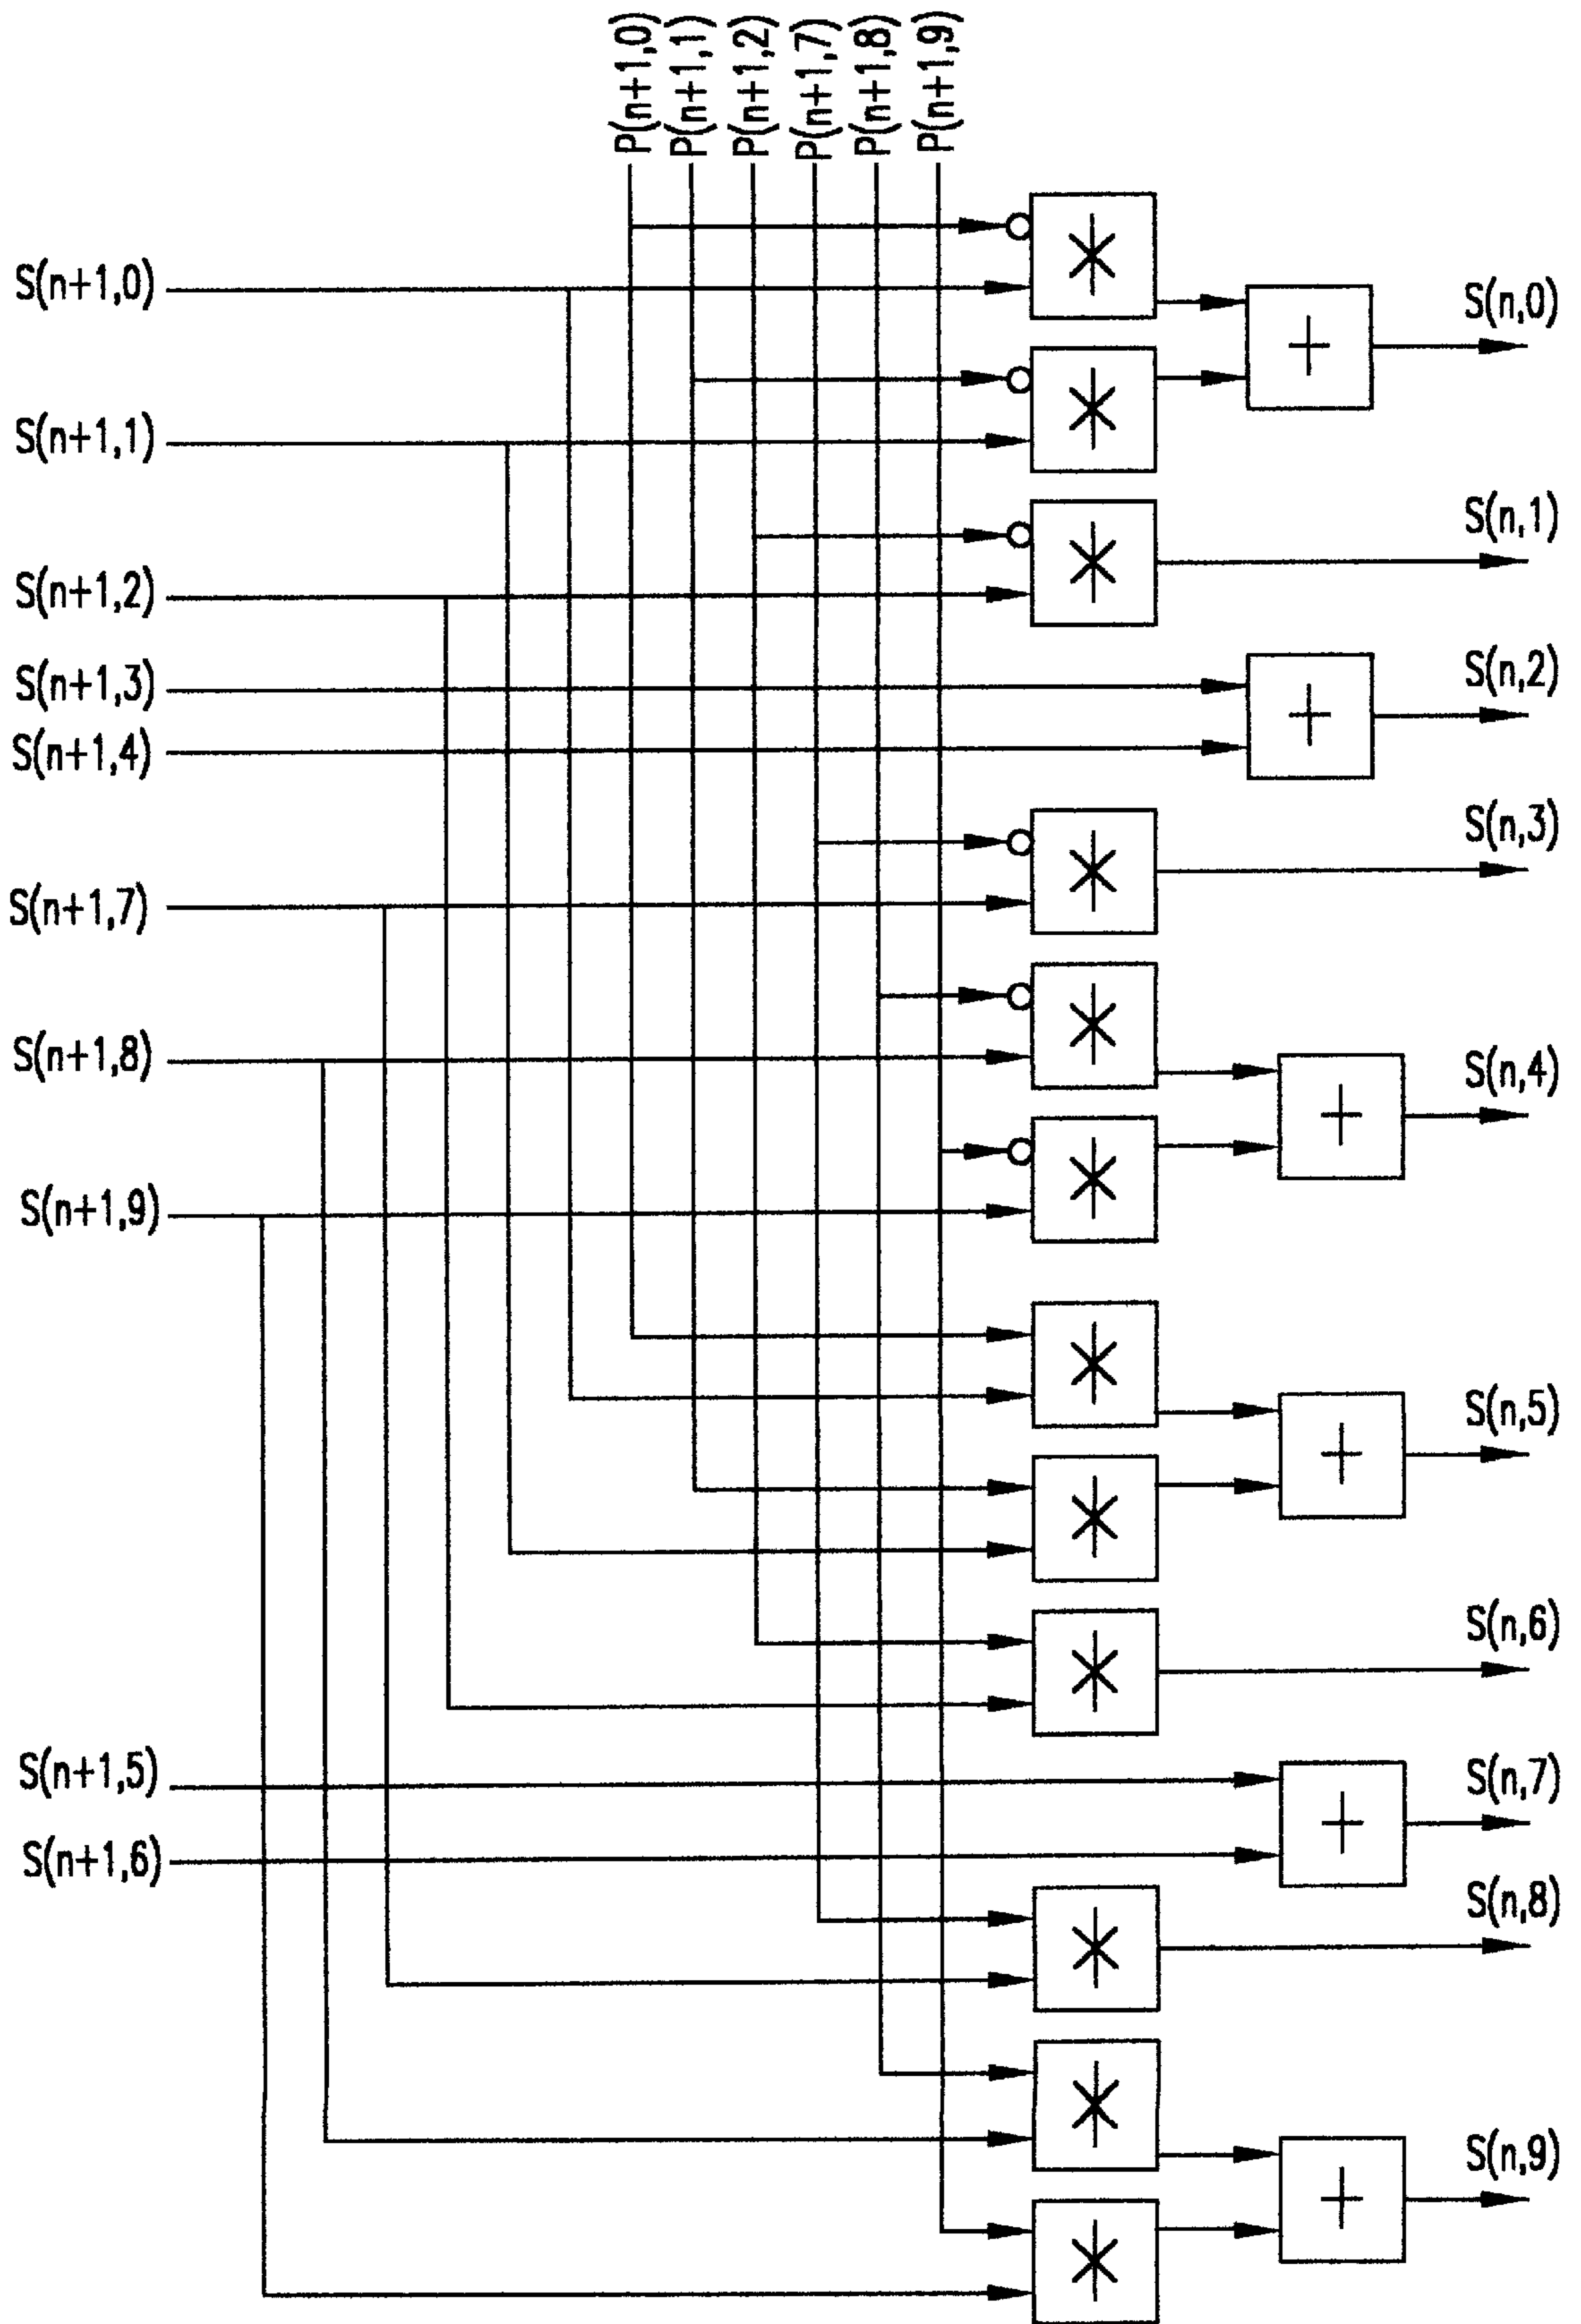 P(n+1,0)
P(n+1,1)
P(n+1,2)
P(n+1,7)
P(n+1,8)
P(n+1,9)
S(n+1,0)
S(n,0)
S(n+1,1)
S(n,1)
S(n+1,2)
S(n+1,3)
S(n,2)
S(n+1,4)
S(n,3)
S(n+1,7)
S(n+1,8)
S(n,4)
S(n+1,9)
S(n,5)
S(n,6)
S(n+1,5)
S(n,7)
S(n+1,6)
S(n,8)
S(n,9)